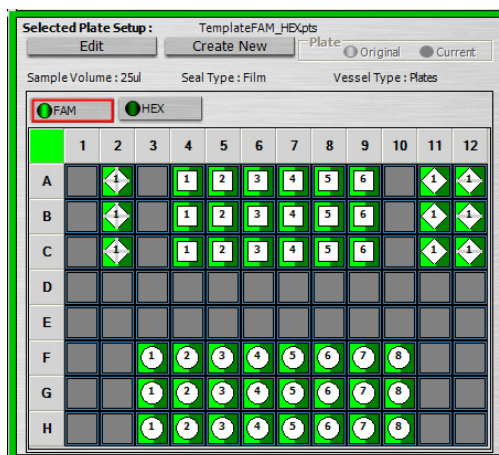 Selected Plate Setup : TemplateFAM_HEX.pts
Edit Create New Plate Original Current
Sample Volume : 25ul Seal Type : Film Vessel Type : Plates
FAM HEX
1 2 3 4 5 6 7 8 9 10 11 12
A 1 1 2 3 4 5 6 1 1
B 1 1 2 3 4 5 6 1 1
C 1 1 2 3 4 5 6 1 1
D
E
F 1 2 3 4 5 6 7 8
G 1 2 3 4 5 6 7 8
H 1 2 3 4 5 6 7 8